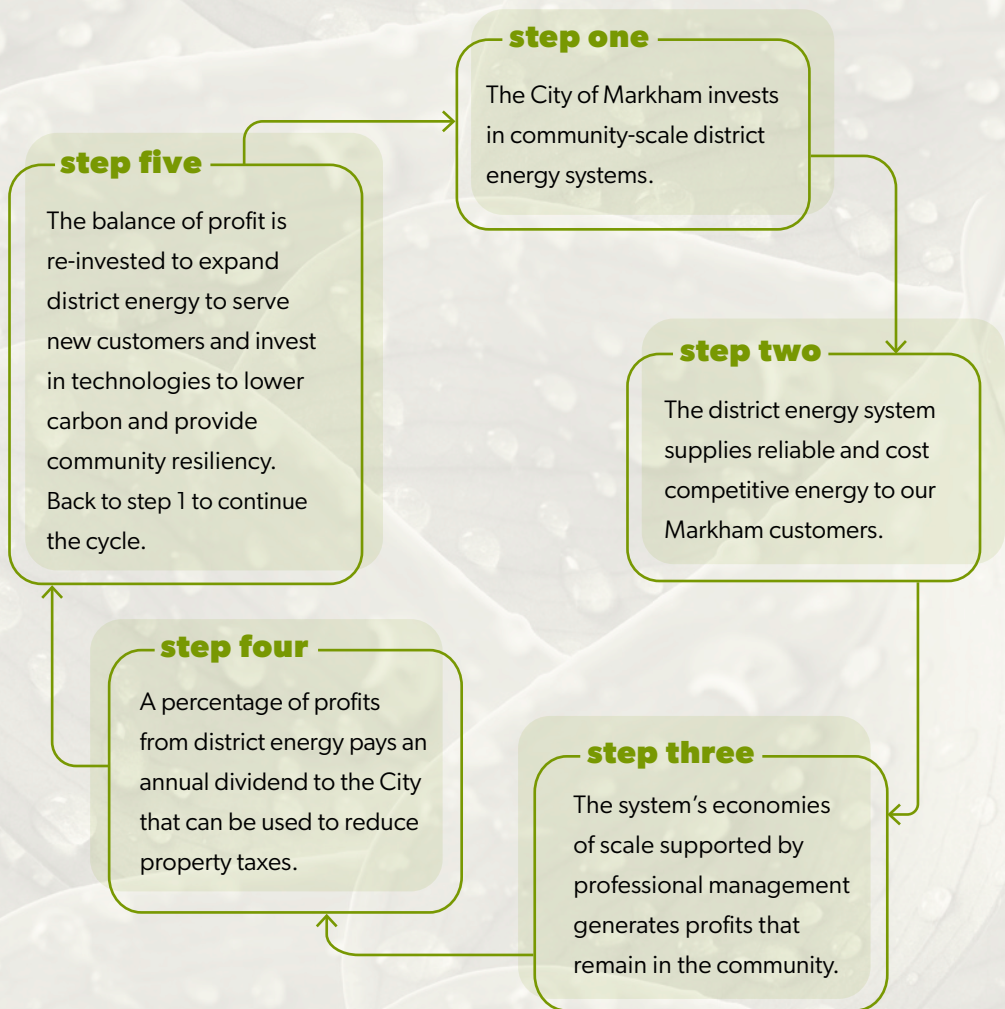 step one
The City of Markham invests
in community-scale district
energy systems.
step two
The district energy system
supplies reliable and cost
competitive energy to our
Markham customers.
step three
The system’s economies
of scale supported by
professional management
generates profits that
remain in the community.
step four
A percentage of profits
from district energy pays an
annual dividend to the City
that can be used to reduce
property taxes.
step five
The balance of profit is
re-invested to expand
district energy to serve
new customers and invest
in technologies to lower
carbon and provide
community resiliency.
Back to step 1 to continue
the cycle.